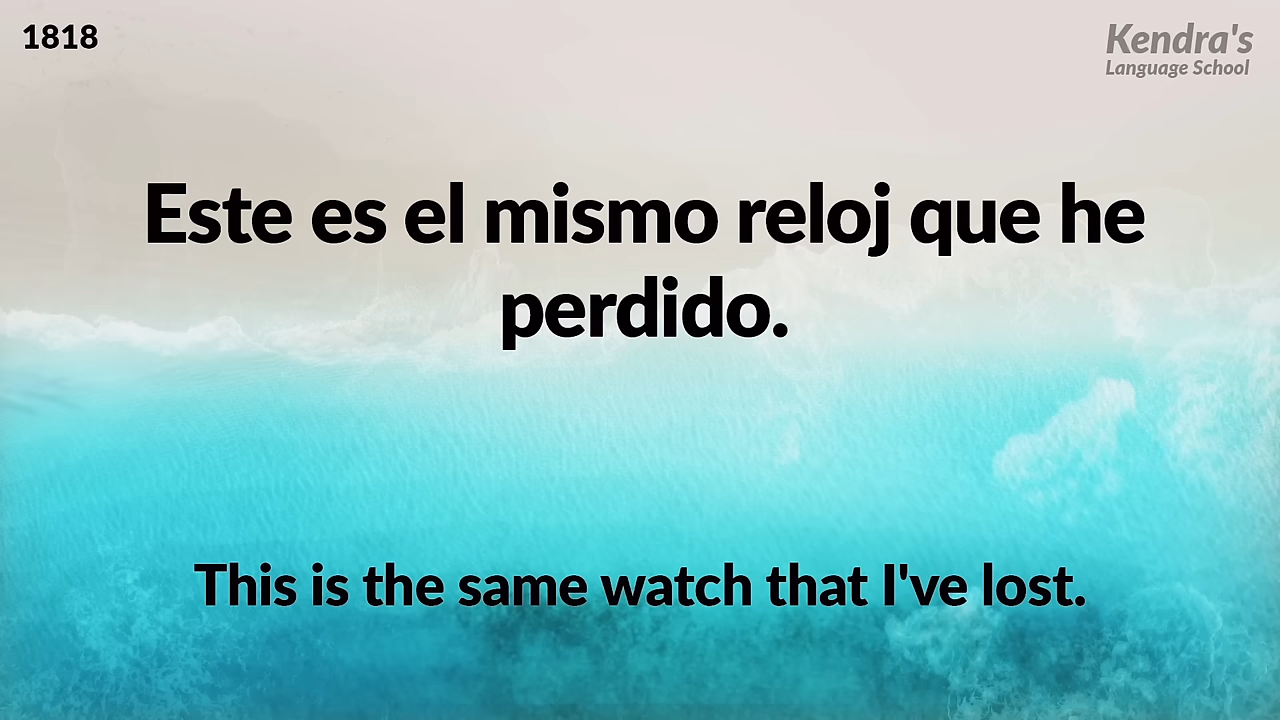 1818
Kendra's
Language School
Este es el mismo reloj que he
perdido.
This is the same watch that I've lost.